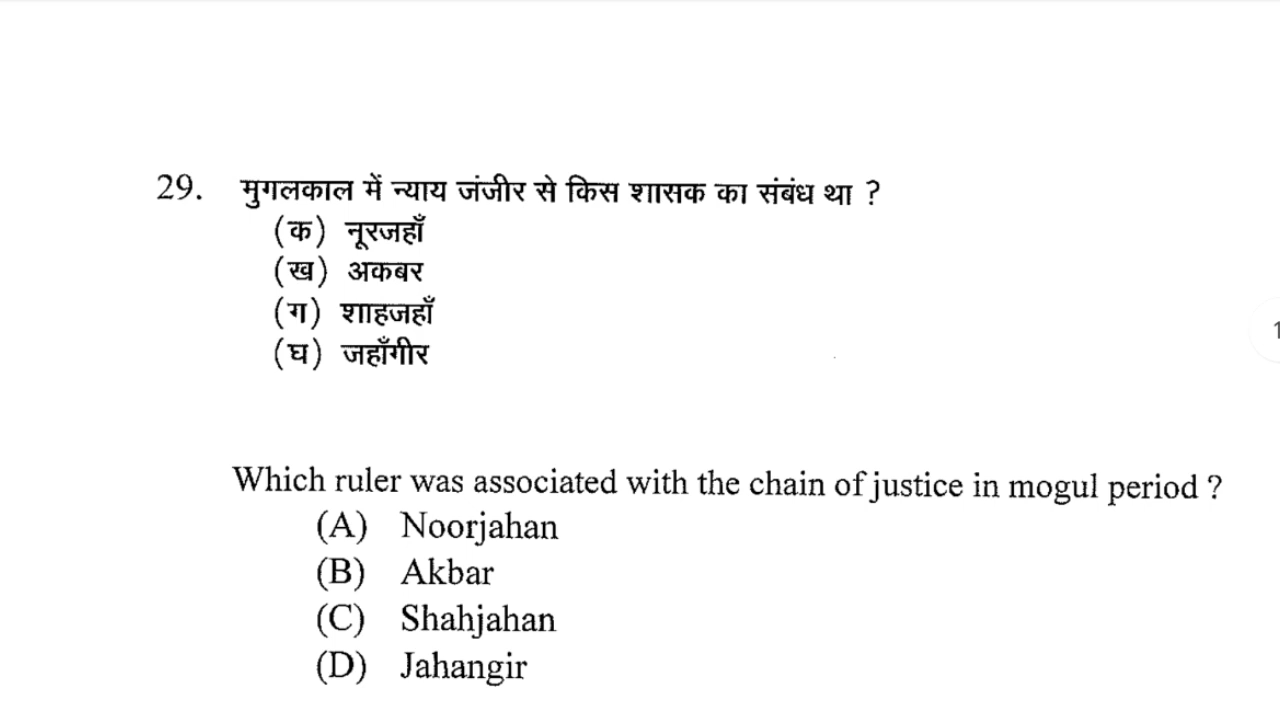 29. मुगलकाल में न्याय जंजीर से किस शासक का संबंध था ?
(क) नूरजहाँ
(ख) अकबर
(ग) शाहजहाँ
(घ) जहाँगीर
Which ruler was associated with the chain of justice in mogul period ?
(A) Noorjahan
(B) Akbar
(C) Shahjahan
(D) Jahangir